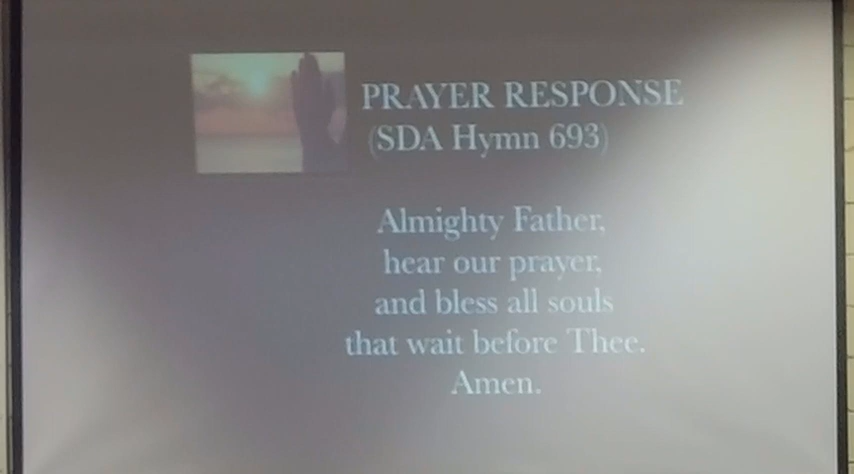 PRAYER RESPONSE
(SDA Hymn 693)
Almighty Father,
hear our prayer,
and bless all souls
that wait before Thee.
Amen.